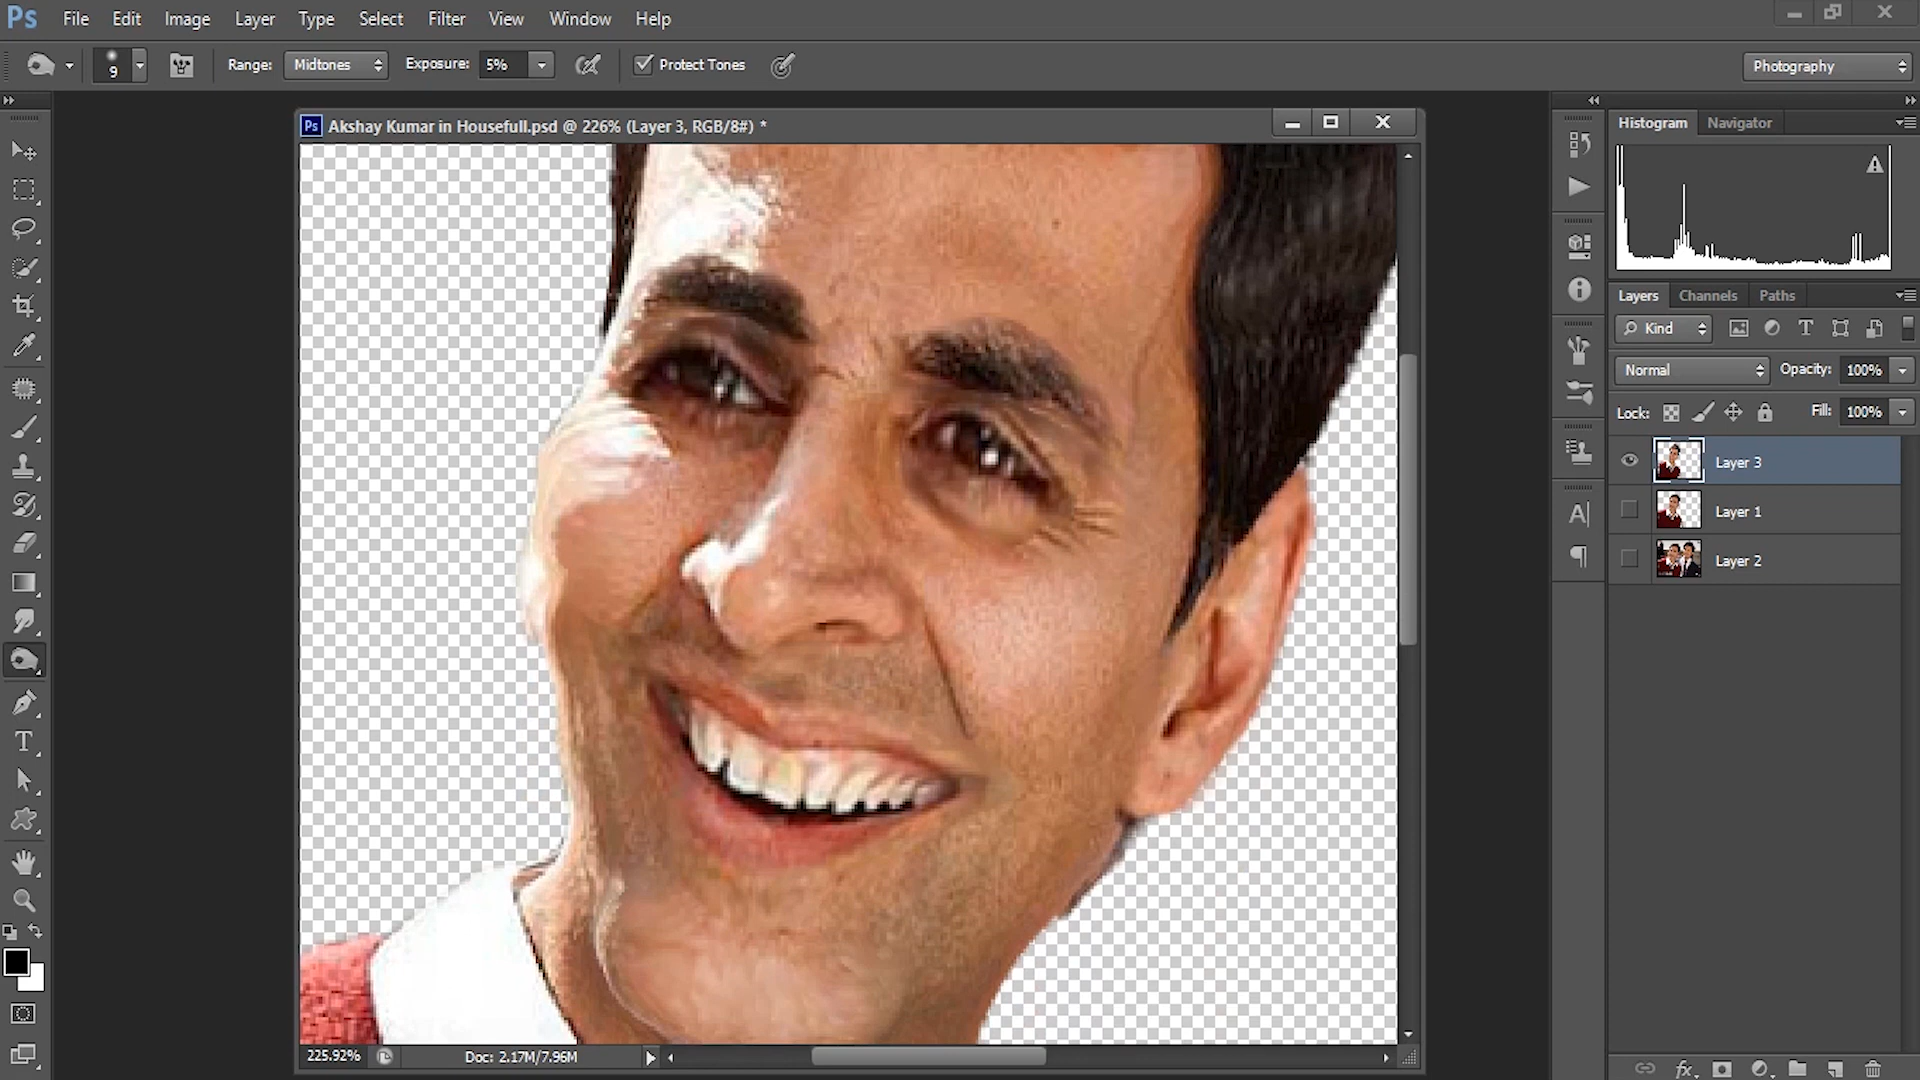 Ps File Edit Image Layer Type Select Filter View Window Help
9 Range: Midtones Exposure: 5% Protect Tones Photography
Ps Akshay Kumar in Housefull.psd @ 226% (Layer 3, RGB/8#) *
Histogram Navigator
Layers Channels Paths
Kind T
Normal Opacity: 100%
Lock: Fill: 100%
Layer 3
A|
Layer 1
Layer 2
T
225.92% Doc: 2.17M/7.96M
fx